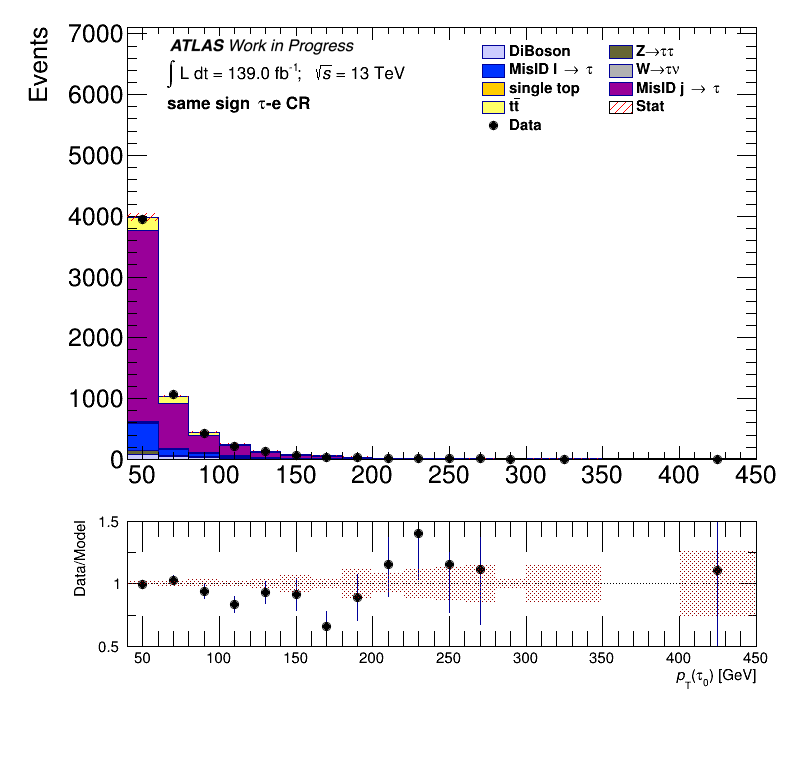 Events
7000
6000
5000
4000
3000
2000
1000
0
ATLAS Work in Progress
∫ L dt = 139.0 fb⁻¹; √s = 13 TeV
same sign τ-e CR
DiBoson
MisID l → τ
single top
tt̄
Data
Z→ττ
W→τν
MisID j → τ
Stat
50 100 150 200 250 300 350 400 450
Data/Model
1.5
1
0.5
50 100 150 200 250 300 350 400 450
p_T(τ₀) [GeV]